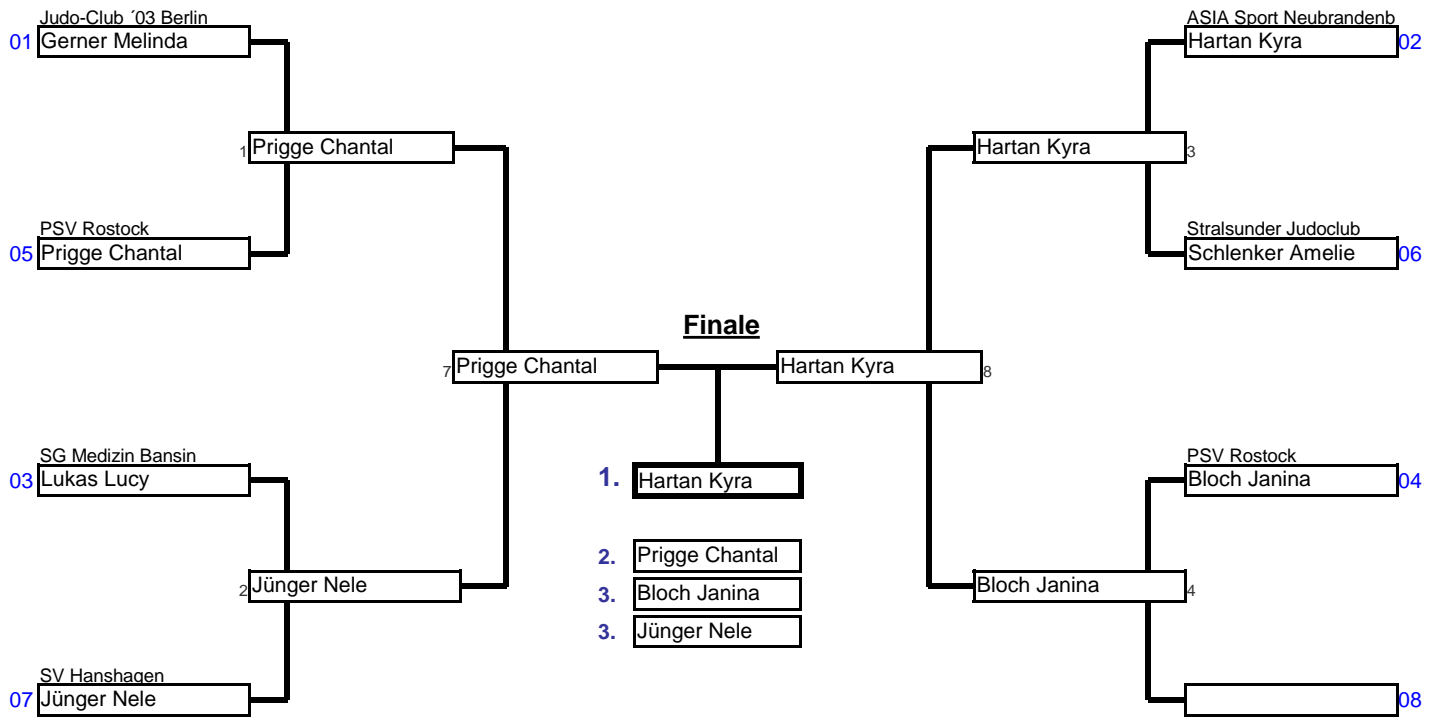 Judo-Club ´03 Berlin
01 Gerner Melinda
ASIA Sport Neubrandenb
Hartan Kyra 02
1 Prigge Chantal
Hartan Kyra 3
PSV Rostock
05 Prigge Chantal
Stralsunder Judoclub
Schlenker Amelie 06
Finale
7 Prigge Chantal
Hartan Kyra 8
SG Medizin Bansin
03 Lukas Lucy
1. Hartan Kyra
PSV Rostock
Bloch Janina 04
2. Prigge Chantal
3. Bloch Janina
3. Jünger Nele
2 Jünger Nele
Bloch Janina 4
SV Hanshagen
07 Jünger Nele
08